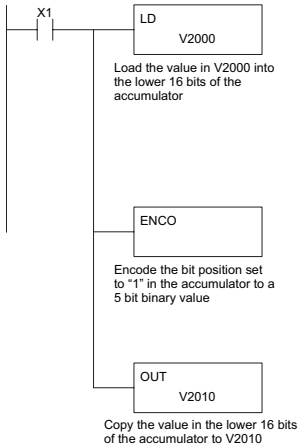 X1
LD
V2000
Load the value in V2000 into
the lower 16 bits of the
accumulator
ENCO
Encode the bit position set
to “1” in the accumulator to a
5 bit binary value
OUT
V2010
Copy the value in the lower 16 bits
of the accumulator to V2010